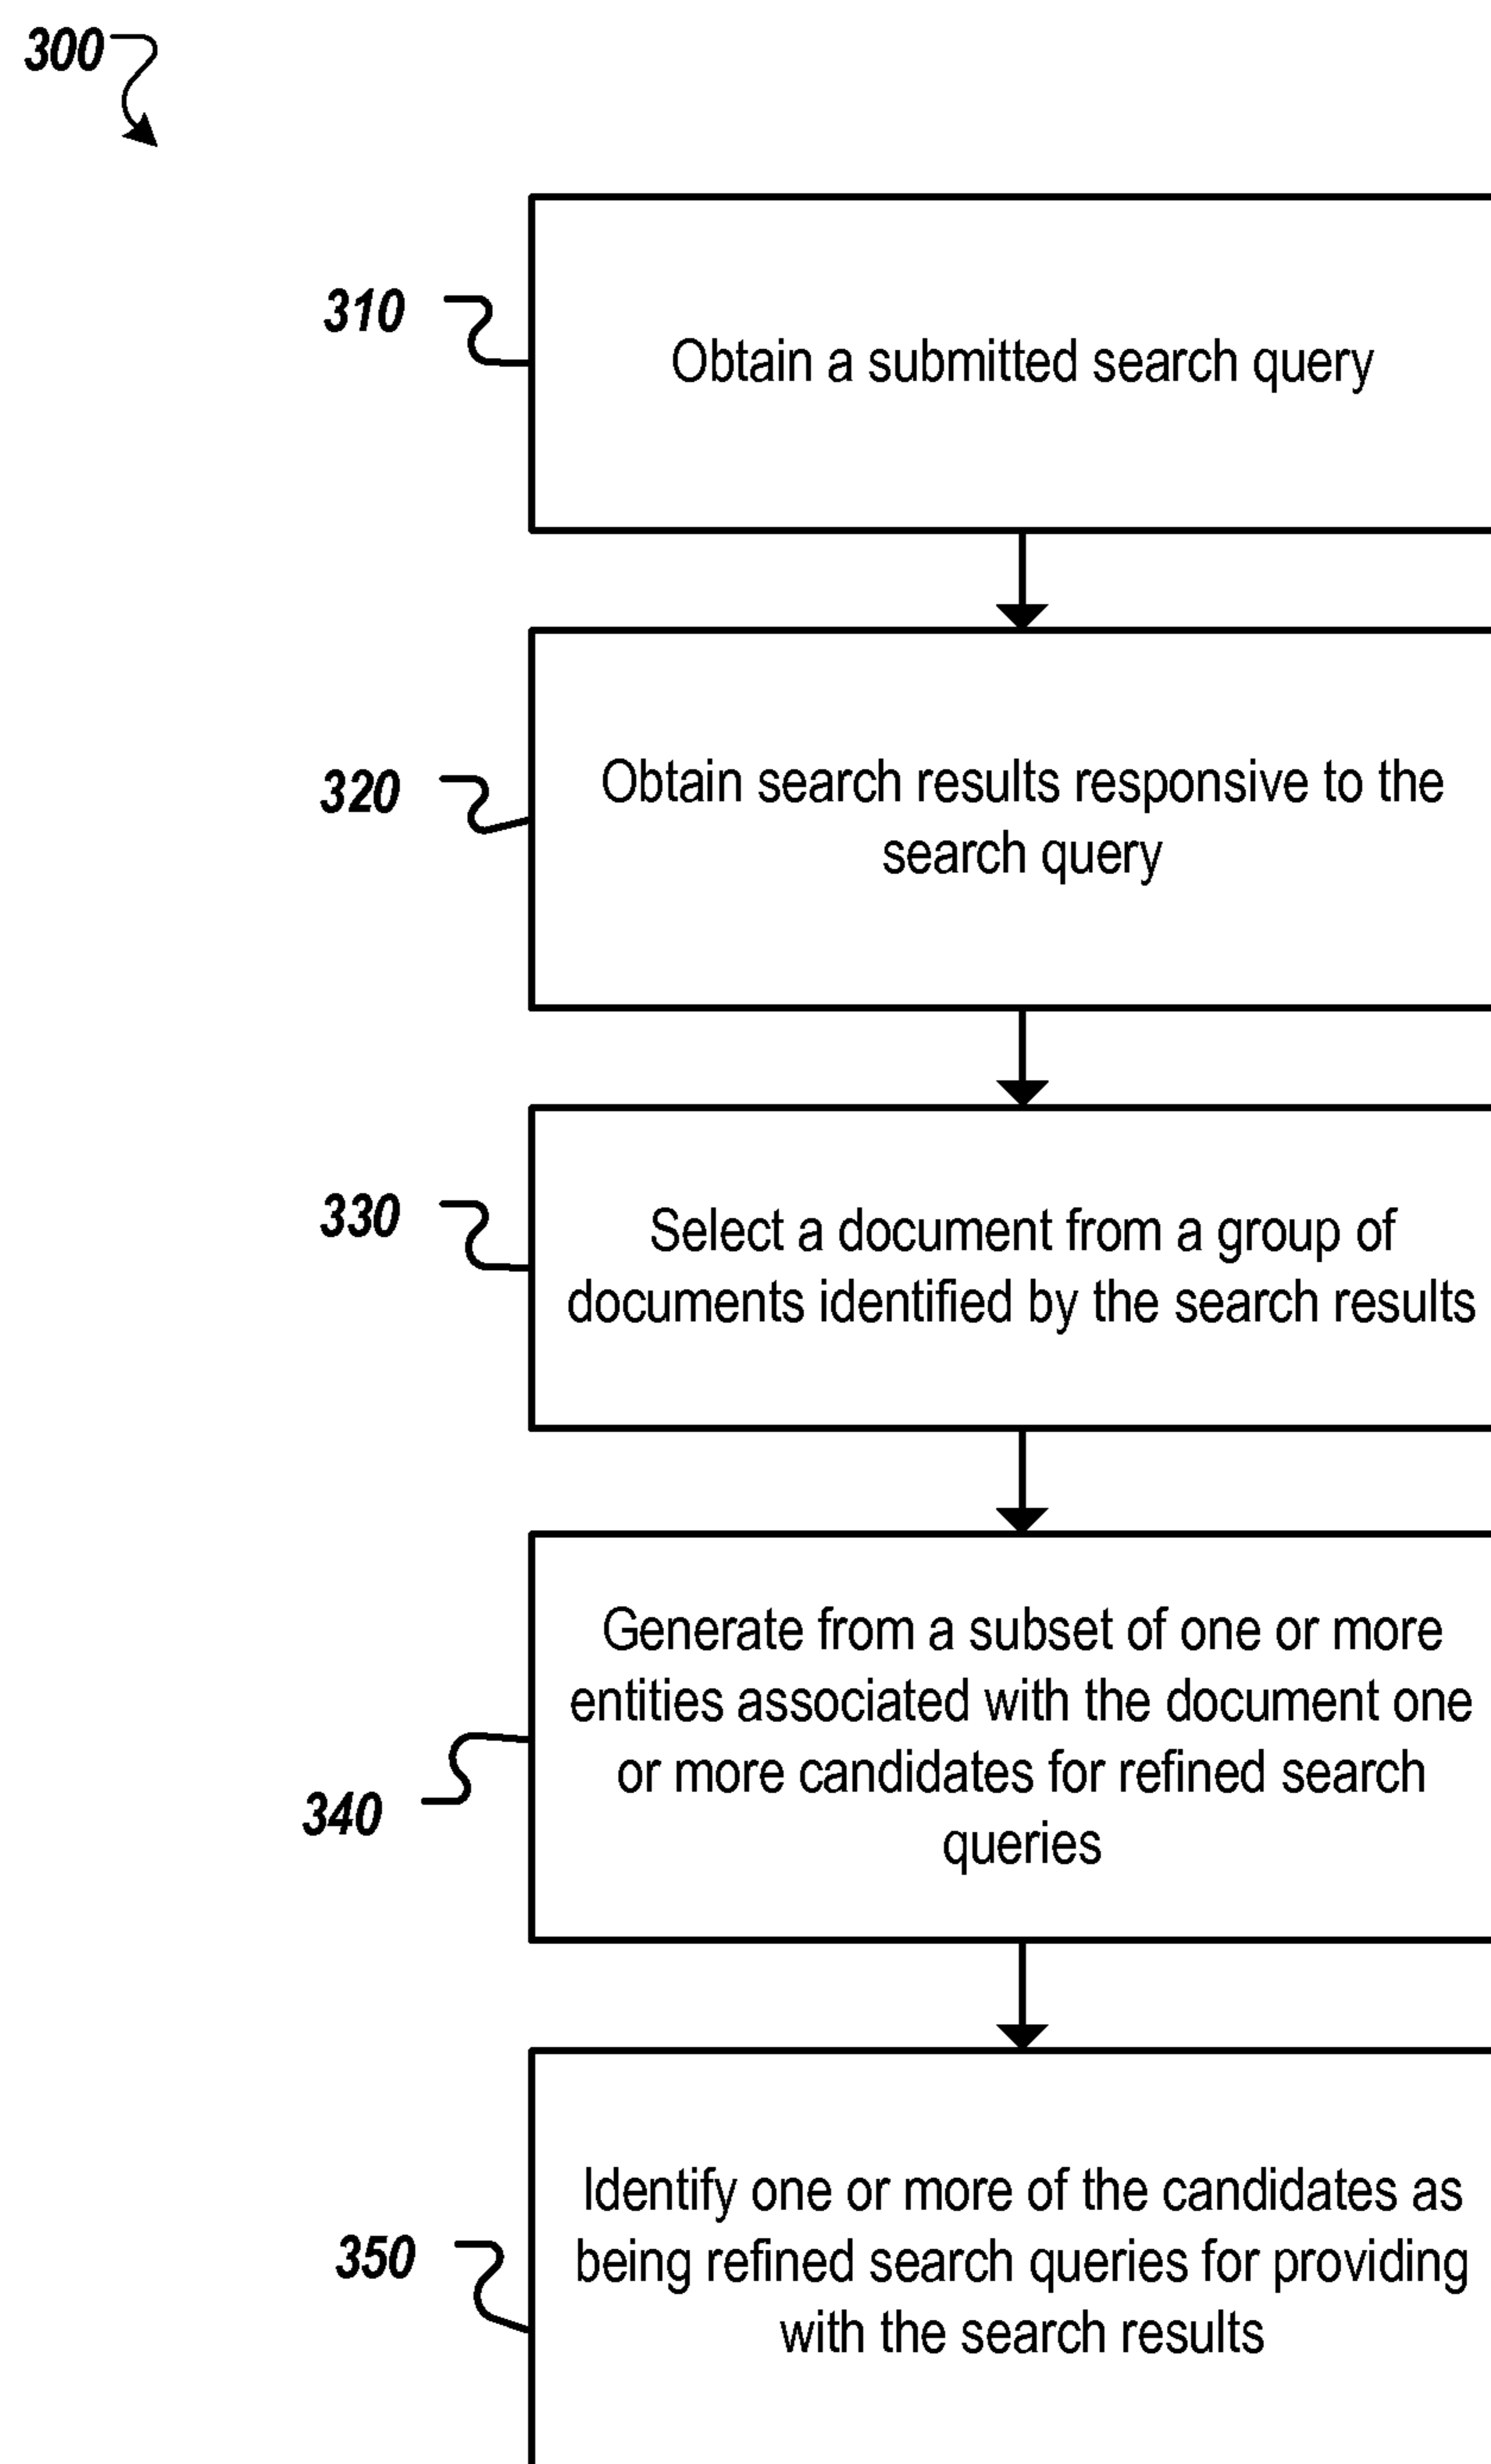 300
310
Obtain a submitted search query
320
Obtain search results responsive to the
search query
330
Select a document from a group of
documents identified by the search results
Generate from a subset of one or more
entities associated with the document one
or more candidates for refined search
queries
340
Identify one or more of the candidates as
being refined search queries for providing
with the search results
350